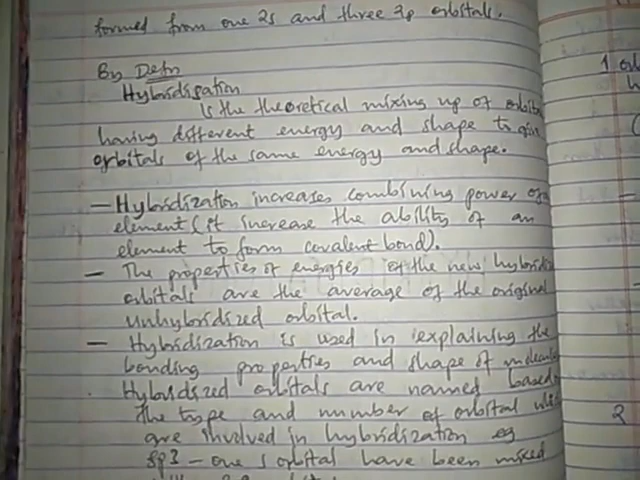 formed from one 2s and three 2p orbitals.
By Defn
Hybridisation
Is the theoretical mixing up of orbita
having different energy and shape to give
orbitals of the same energy and shape.
- Hybridization increases combining power of
element (it increase the ability of an
element to form covalent bond).
- The properties of energies of the new hybridiz
orbitals are the average of the original
unhybridized orbital.
- Hybridization is used in explaining the
bonding properties and shape of molecules
Hybridized orbitals are named based
the type and number of orbital
are involved in hybridization eg
sp3 - one s orbital have been mixed
1
2